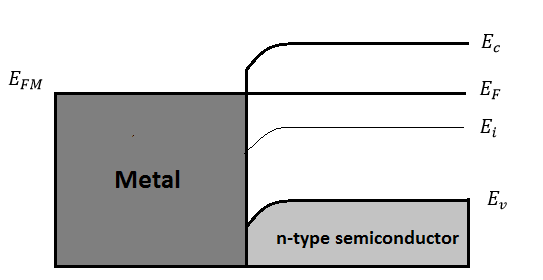 E_c
E_FM
E_F
E_i
Metal
E_v
n-type semiconductor